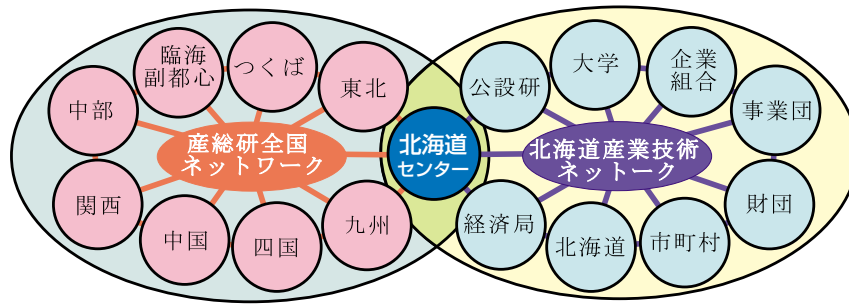 臨海
副都心
つくば
東北
中部
産総研全国
ネットワーク
関西
中国
四国
九州
北海道
センター
公設研
大学
企業
組合
事業団
北海道産業技術
ネットーク
経済局
北海道
市町村
財団